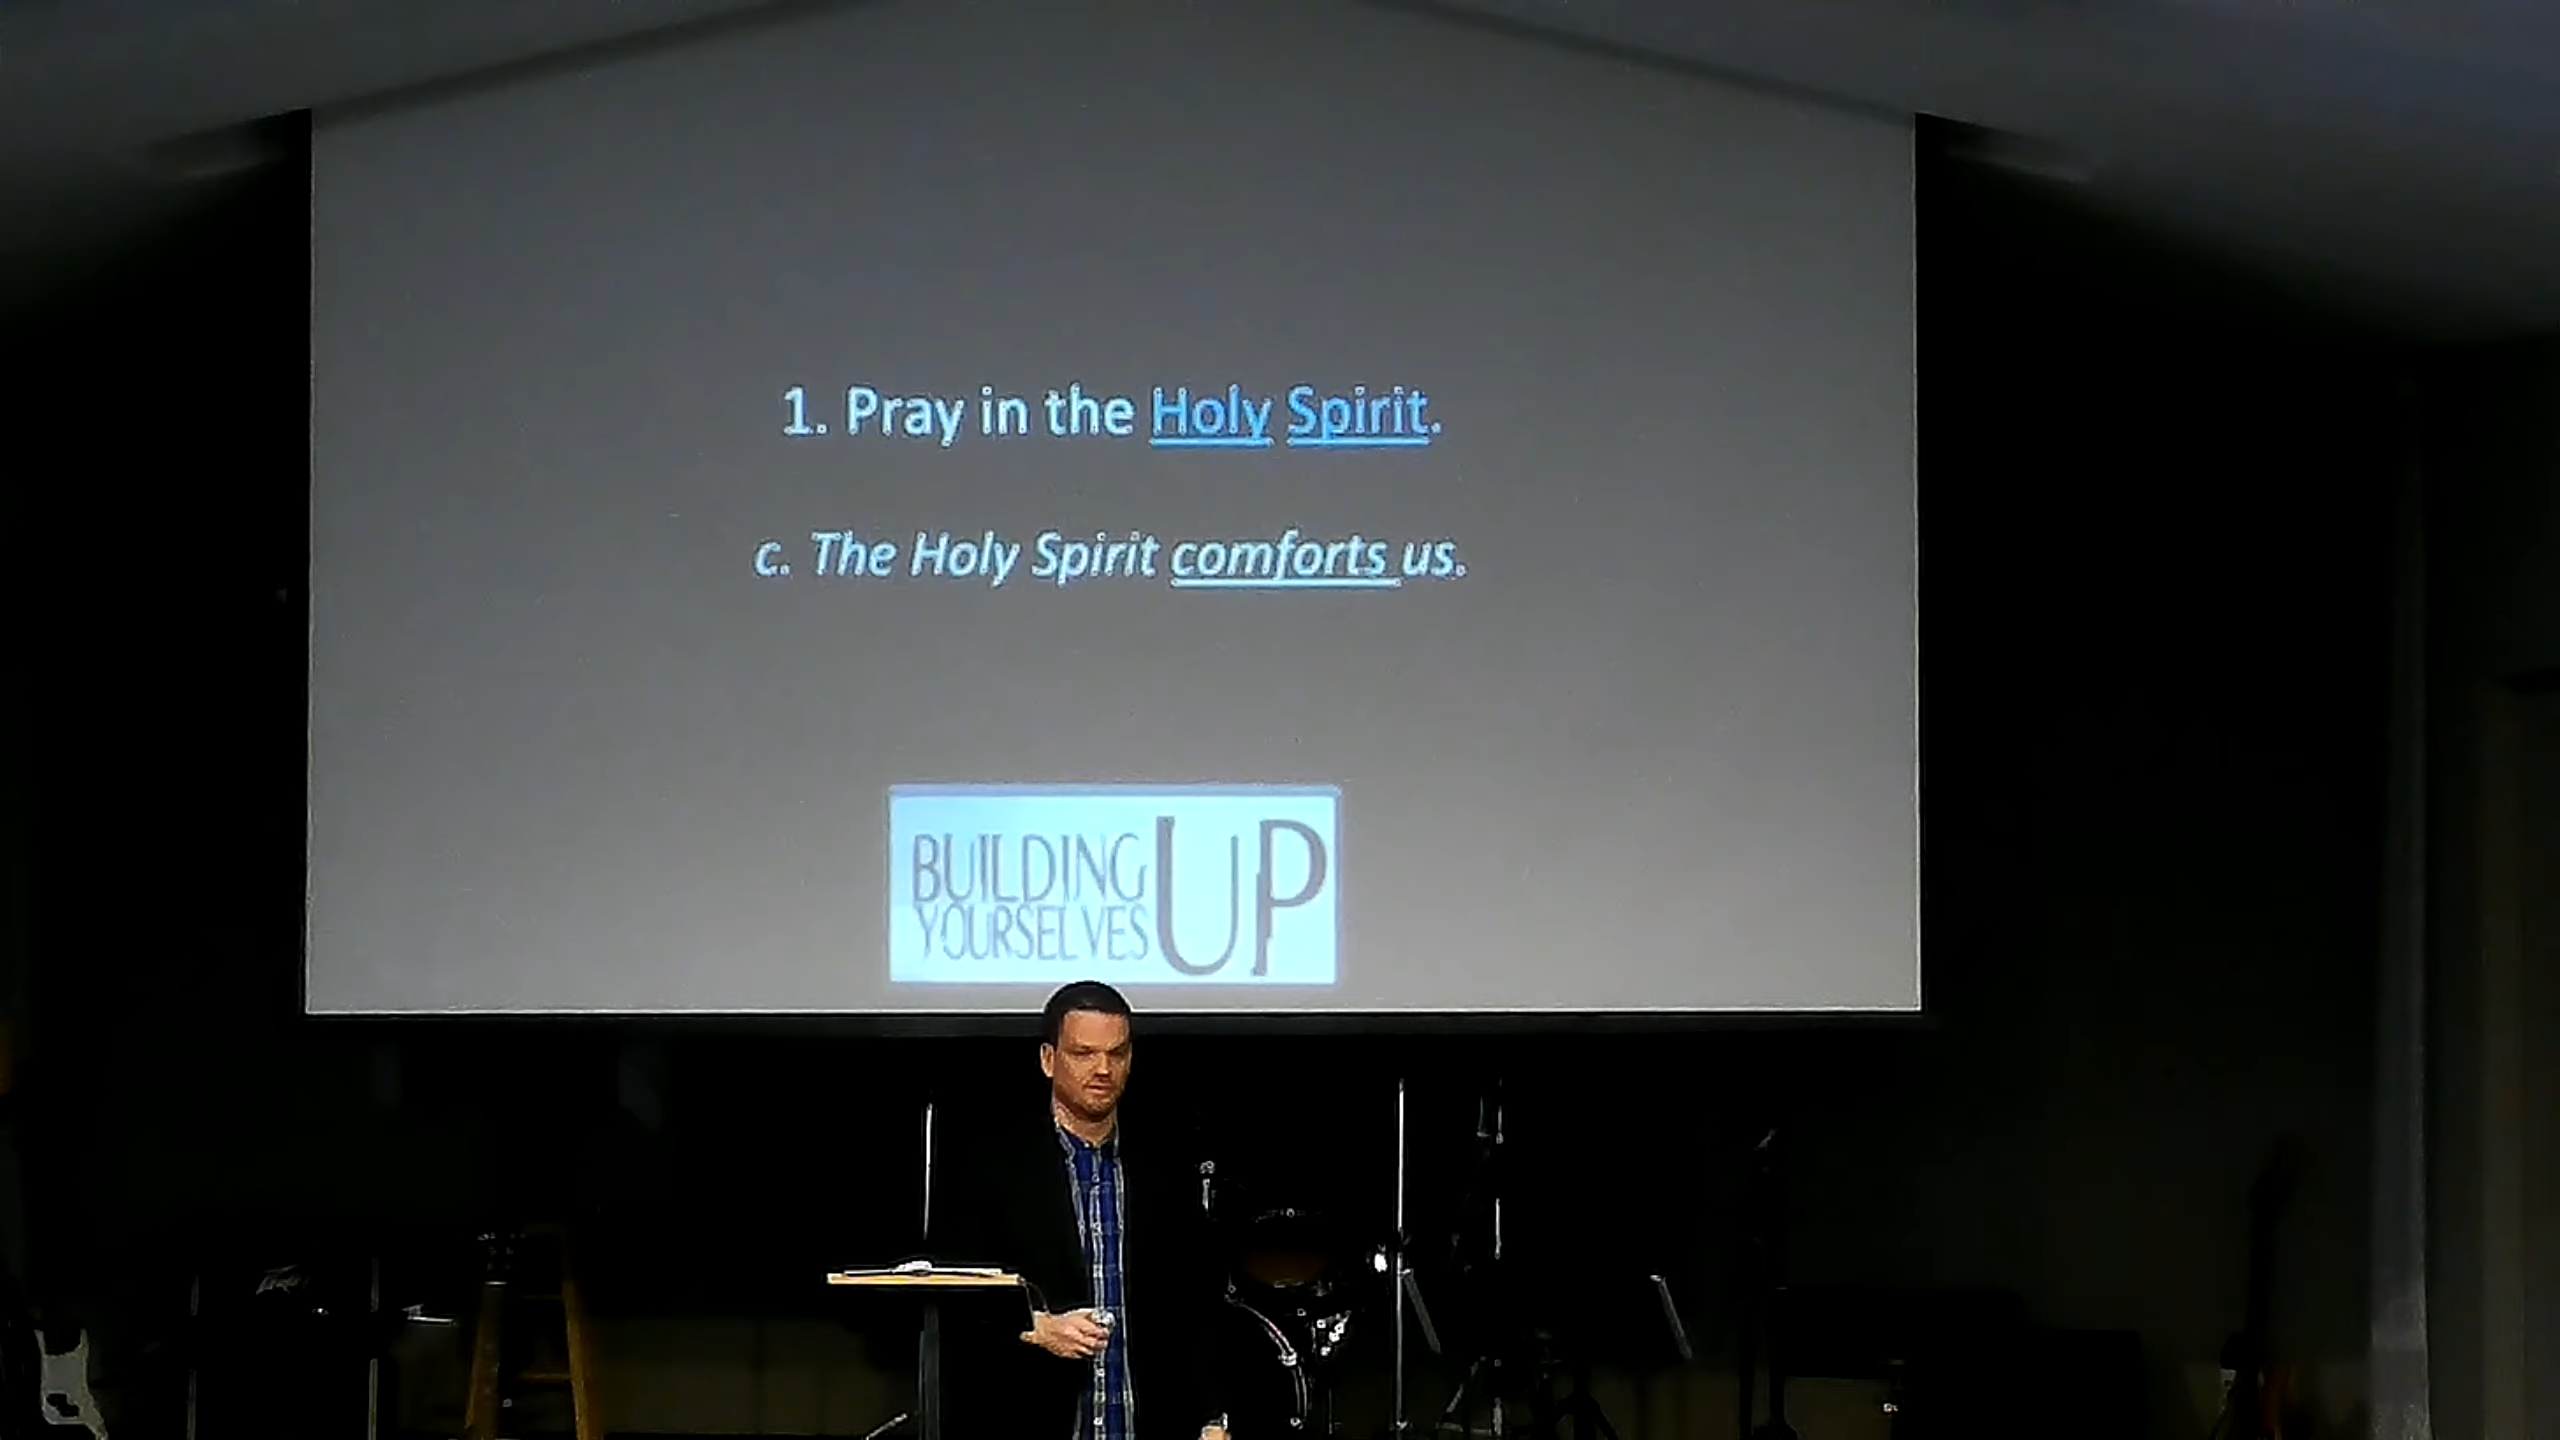 1. Pray in the Holy Spirit.
c. The Holy Spirit comforts us.
BUILDING
YOURSELVES UP